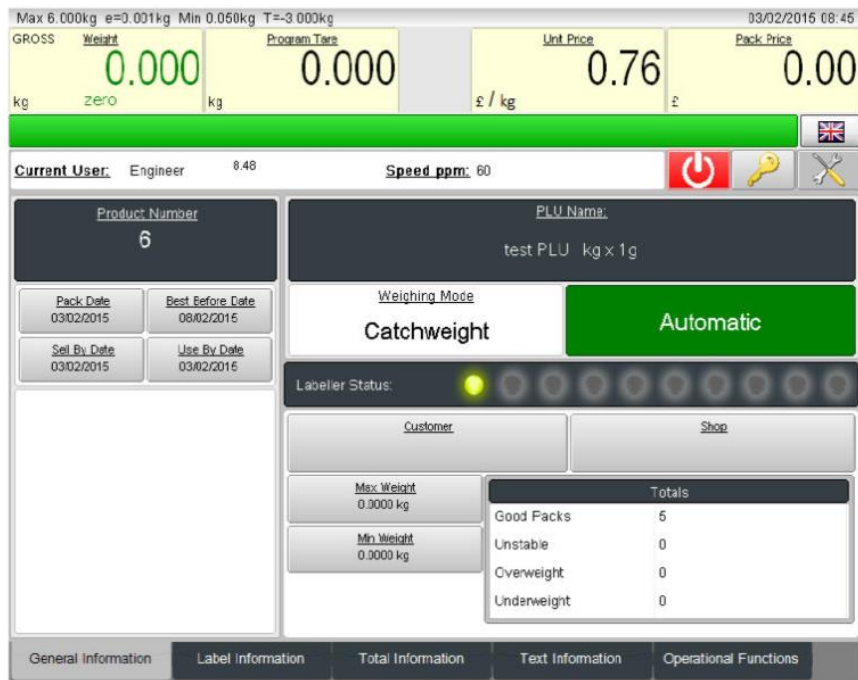 Max 6.000kg e=0.001kg Min 0.050kg T=-3.000kg 03/02/2015 08:45
GROSS Weight Program Tare Unit Price Pack Price
0.000 0.000 0.76 0.00
kg zero kg £ / kg £
Current User: Engineer 8.48 Speed ppm: 60
Product Number
6
PLU Name:
test PLU kg x 1g
Pack Date
03/02/2015
Best Before Date
08/02/2015
Sell By Date
03/02/2015
Use By Date
03/02/2015
Weighing Mode
Catchweight
Automatic
Labeller Status:
Customer
Shop
Max Weight
0.0000 kg
Min Weight
0.0000 kg
Totals
Good Packs 5
Unstable 0
Overweight 0
Underweight 0
General Information Label Information Total Information Text Information Operational Functions